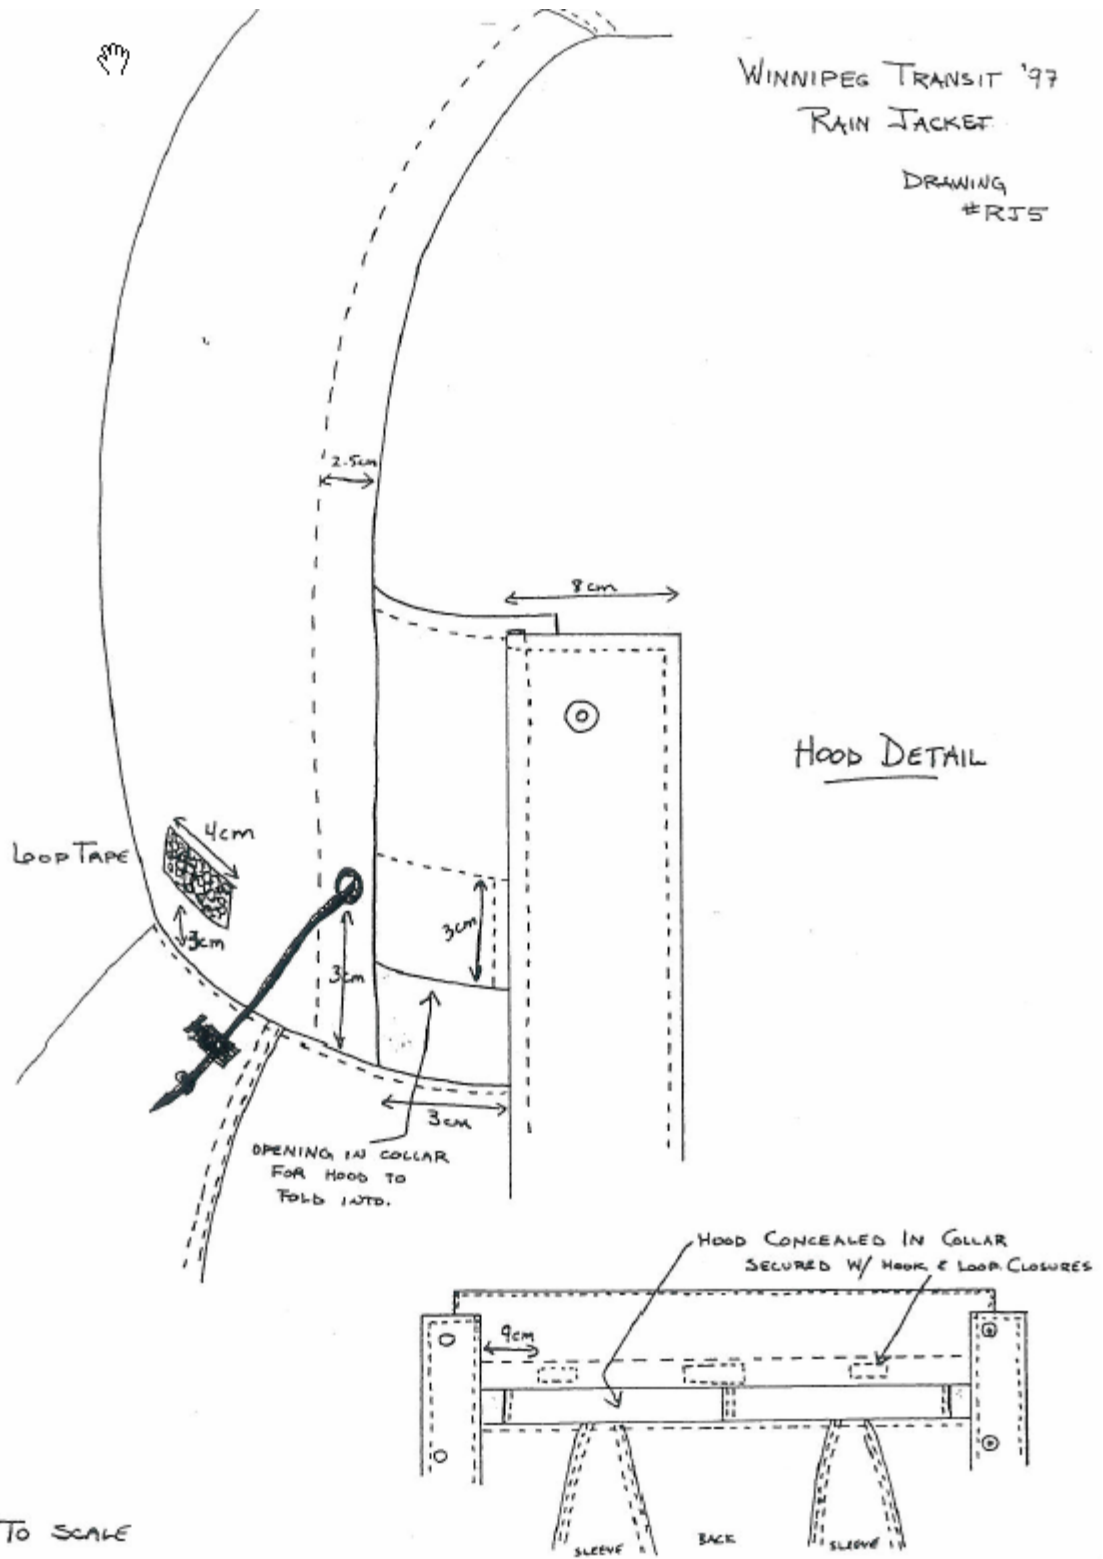 WINNIPEG TRANSIT '97
RAIN JACKET
DRAWING
#RJ5
2.5cm
8cm
HOOD DETAIL
4cm
LOOP TAPE
3cm
3cm
3cm
3cm
OPENING IN COLLAR
FOR HOOD TO
FOLD INTO.
HOOD CONCEALED IN COLLAR
SECURED W/ HOOK & LOOP CLOSURES
9cm
TO SCALE
SLEEVE
BACK
SLEEVE